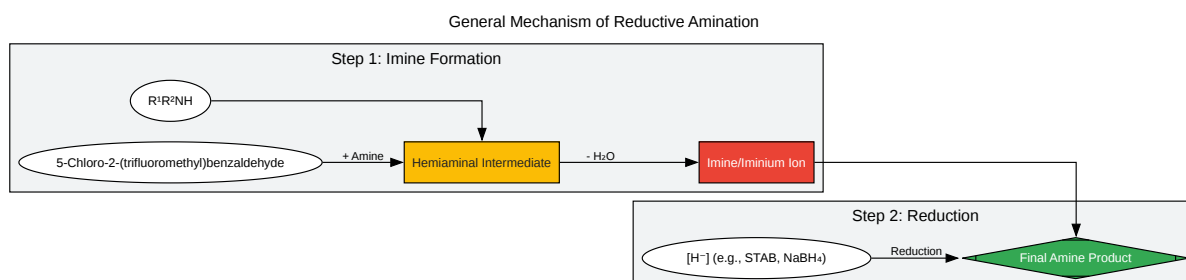 General Mechanism of Reductive Amination
Step 1: Imine Formation
R¹R²NH
5-Chloro-2-(trifluoromethyl)benzaldehyde
+ Amine
Hemiaminal Intermediate
- H₂O
Imine/Iminium Ion
Step 2: Reduction
[H⁻] (e.g., STAB, NaBH₄)
Reduction
Final Amine Product